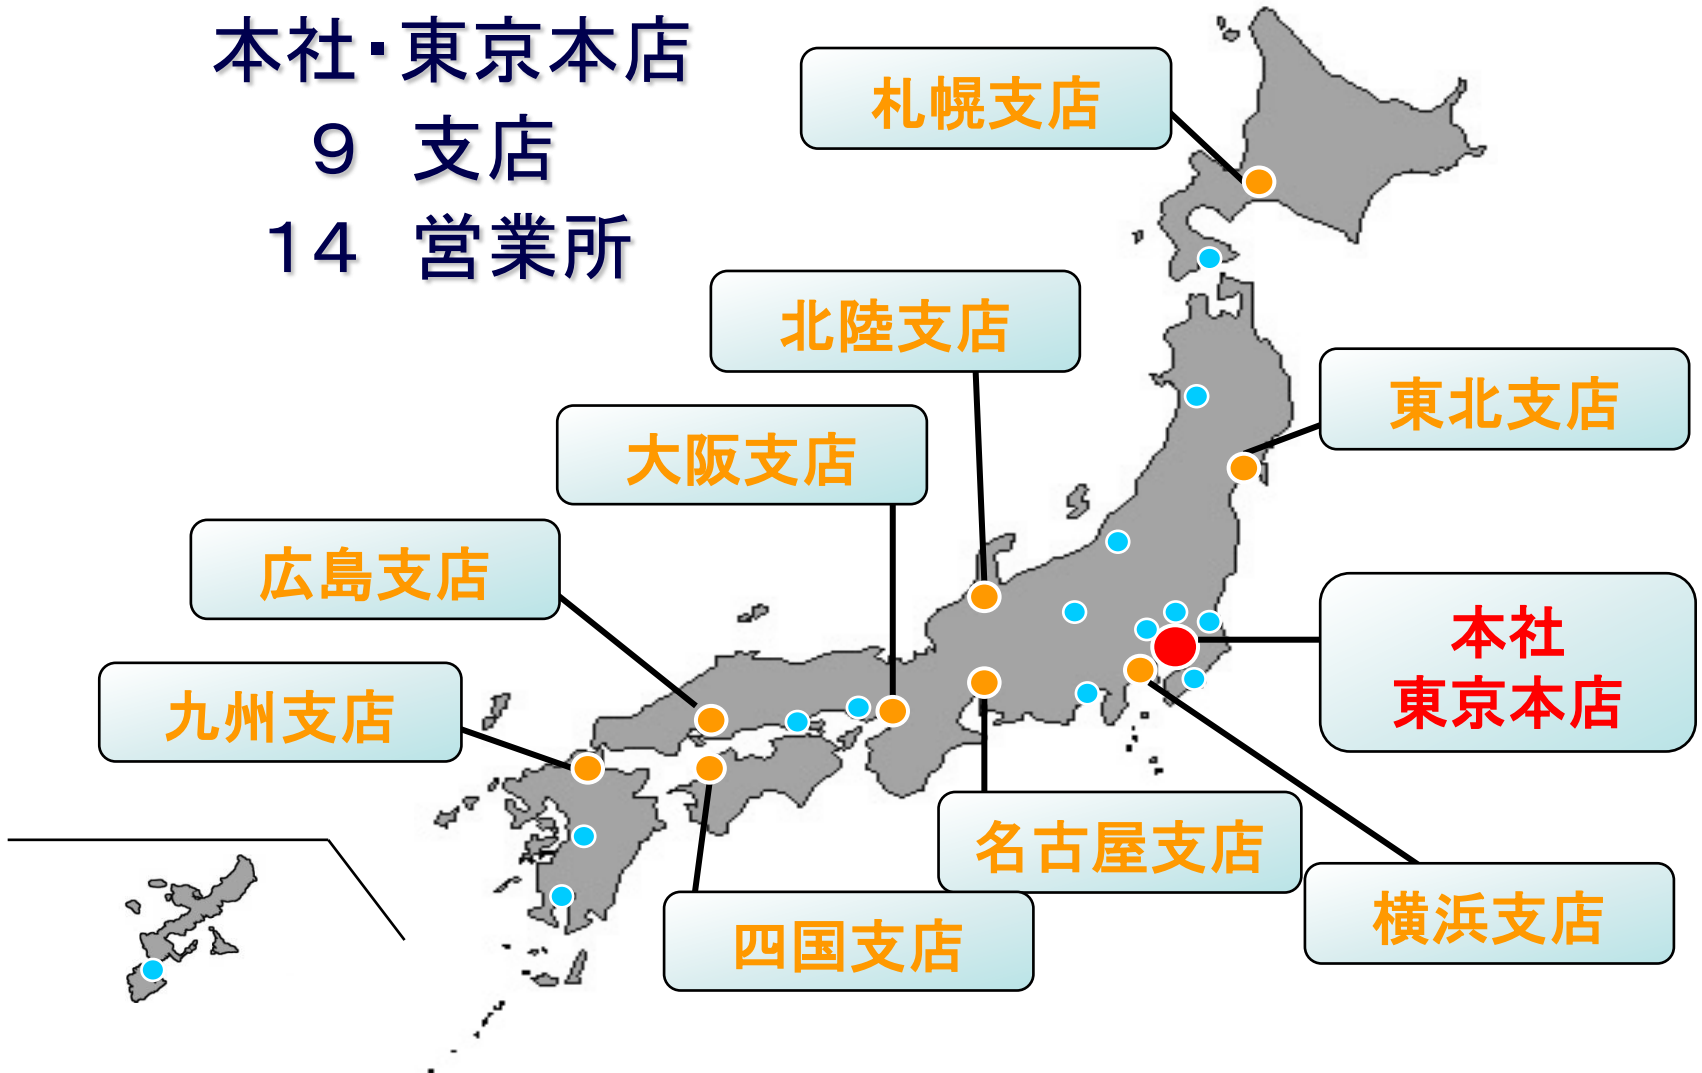 本社・東京本店
９　支店
１４　営業所
札幌支店
北陸支店
東北支店
大阪支店
広島支店
本社
東京本店
九州支店
名古屋支店
横浜支店
四国支店